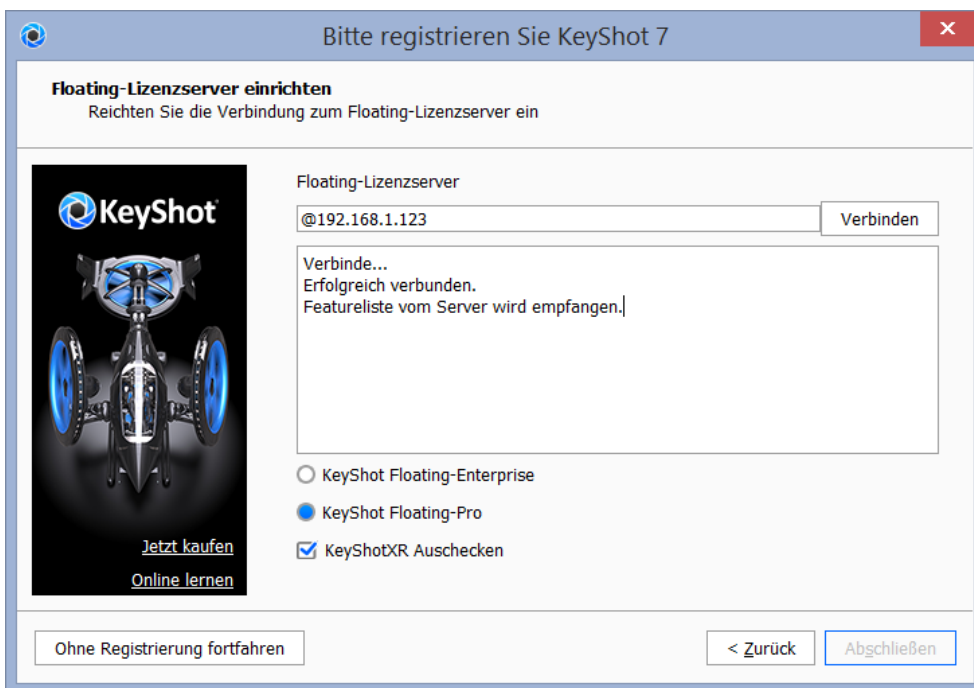 Bitte registrieren Sie KeyShot 7
Floating-Lizenzserver einrichten
Reichten Sie die Verbindung zum Floating-Lizenzserver ein
KeyShot
Jetzt kaufen
Online lernen
Floating-Lizenzserver
@192.168.1.123
Verbinden
Verbinde...
Erfolgreich verbunden.
Featureliste vom Server wird empfangen.
KeyShot Floating-Enterprise
KeyShot Floating-Pro
KeyShotXR Auschecken
Ohne Registrierung fortfahren
< Zurück
Abschließen